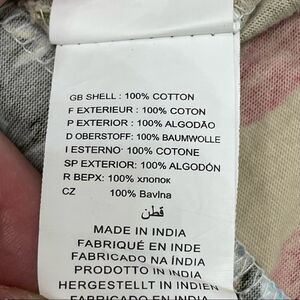 GB SHELL : 100% COTTON
F EXTERIEUR : 100% COTON
P EXTERIOR : 100% ALGODÃO
D OBERSTOFF: 100% BAUMWOLLE
I ESTERNO : 100% COTONE
SP EXTERIOR: 100% ALGODÓN
R ВЕРХ: 100% хлопок
CZ 100% Bavlna
قطن
MADE IN INDIA
FABRIQUÉ EN INDE
FABRICADO NA ÍNDIA
PRODOTTO IN INDIA
HERGESTELLT IN INDIEN
FABRICADO EN INDIA